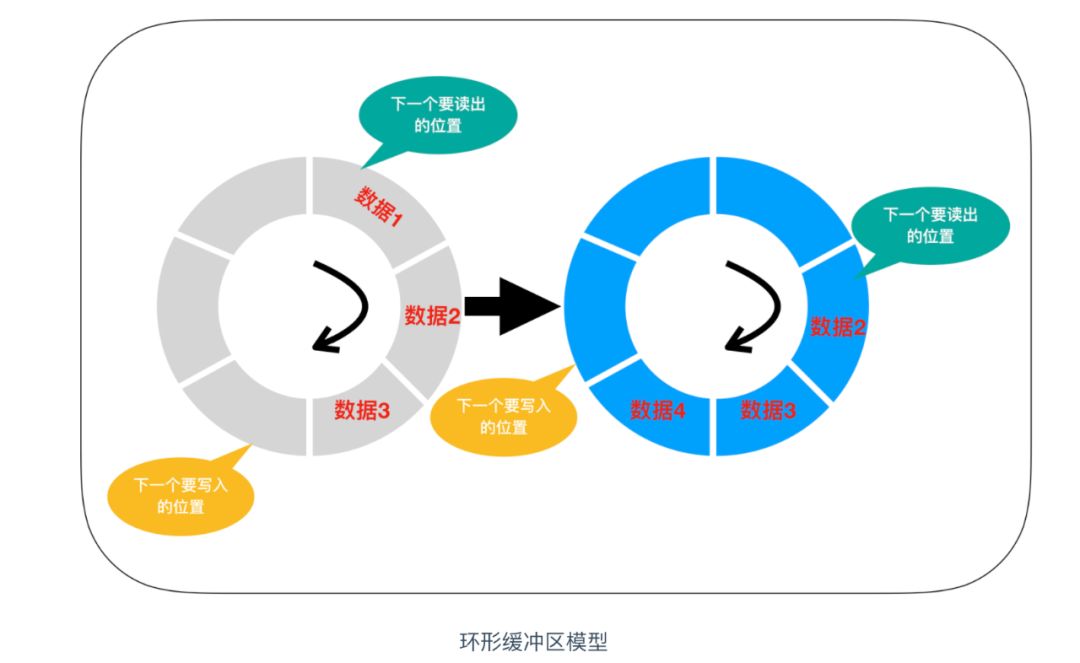 下一个要读出
的位置
数据1
数据2
数据3
下一个要写入
的位置
下一个要读出
的位置
数据2
数据3
数据4
下一个要写入
的位置
环形缓冲区模型